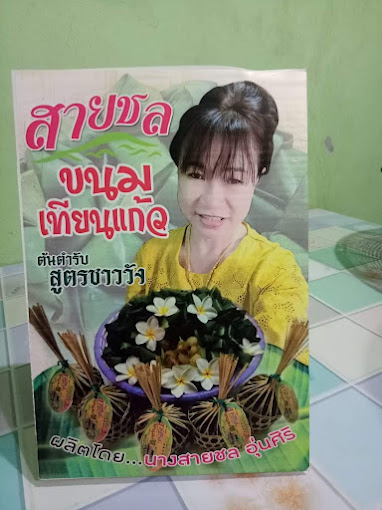 สายชล
ขนม
เทียนแก้ว
ต้นตำรับ
สูตรชาววัง
ผลิตโดย...นางสายชล อุ่นศิริ